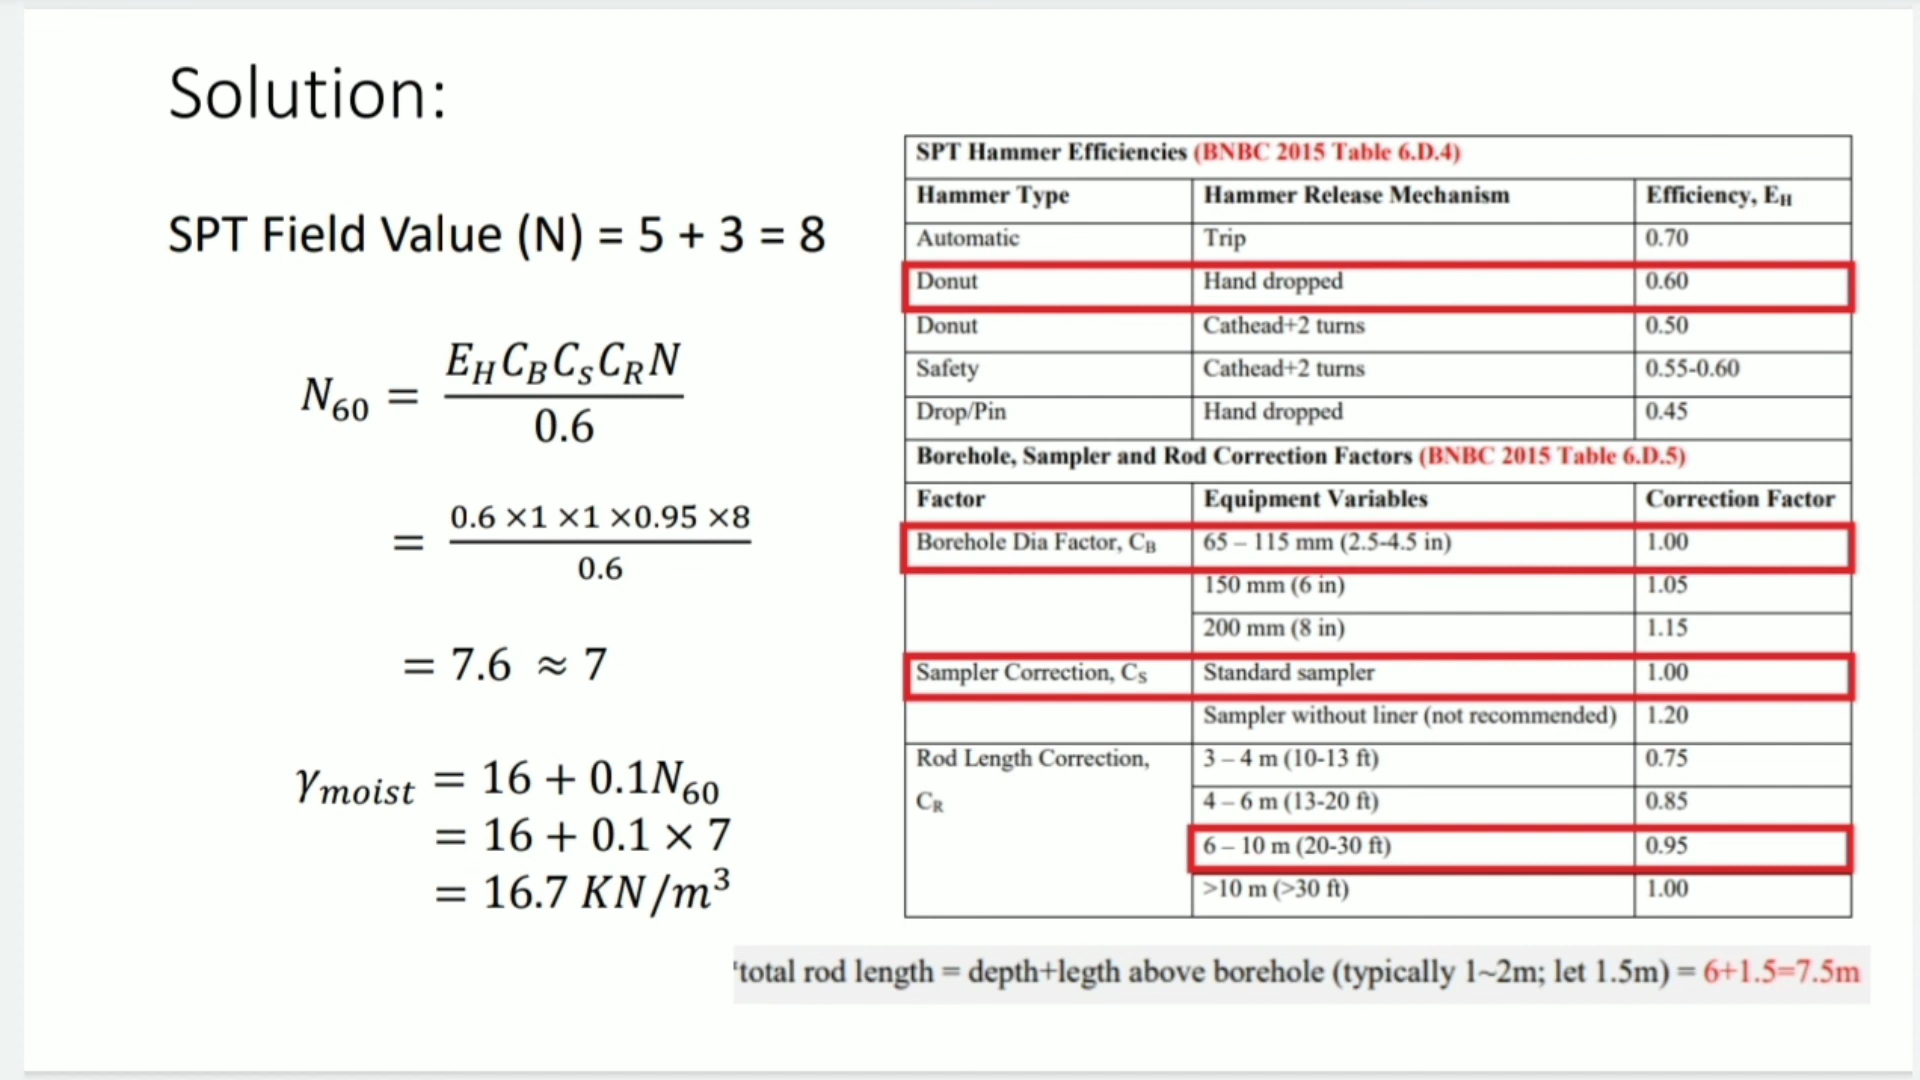 Solution:
SPT Field Value (N) = 5 + 3 = 8
N₆₀ = E_H C_B C_s C_R N / 0.6
= 0.6 ×1 ×1 ×0.95 ×8 / 0.6
= 7.6 ≈ 7
γ_moist = 16 + 0.1N₆₀
= 16 + 0.1 × 7
= 16.7 KN/m³
SPT Hammer Efficiencies (BNBC 2015 Table 6.D.4)
Hammer Type Hammer Release Mechanism Efficiency, E_H
Automatic Trip 0.70
Donut Hand dropped 0.60
Donut Cathead+2 turns 0.50
Safety Cathead+2 turns 0.55-0.60
Drop/Pin Hand dropped 0.45
Borehole, Sampler and Rod Correction Factors (BNBC 2015 Table 6.D.5)
Factor Equipment Variables Correction Factor
Borehole Dia Factor, C_B 65 – 115 mm (2.5-4.5 in) 1.00
150 mm (6 in) 1.05
200 mm (8 in) 1.15
Sampler Correction, C_S Standard sampler 1.00
Sampler without liner (not recommended) 1.20
Rod Length Correction, 3 – 4 m (10-13 ft) 0.75
C_R 4 – 6 m (13-20 ft) 0.85
6 – 10 m (20-30 ft) 0.95
>10 m (>30 ft) 1.00
'total rod length = depth+legth above borehole (typically 1~2m; let 1.5m) = 6+1.5=7.5m